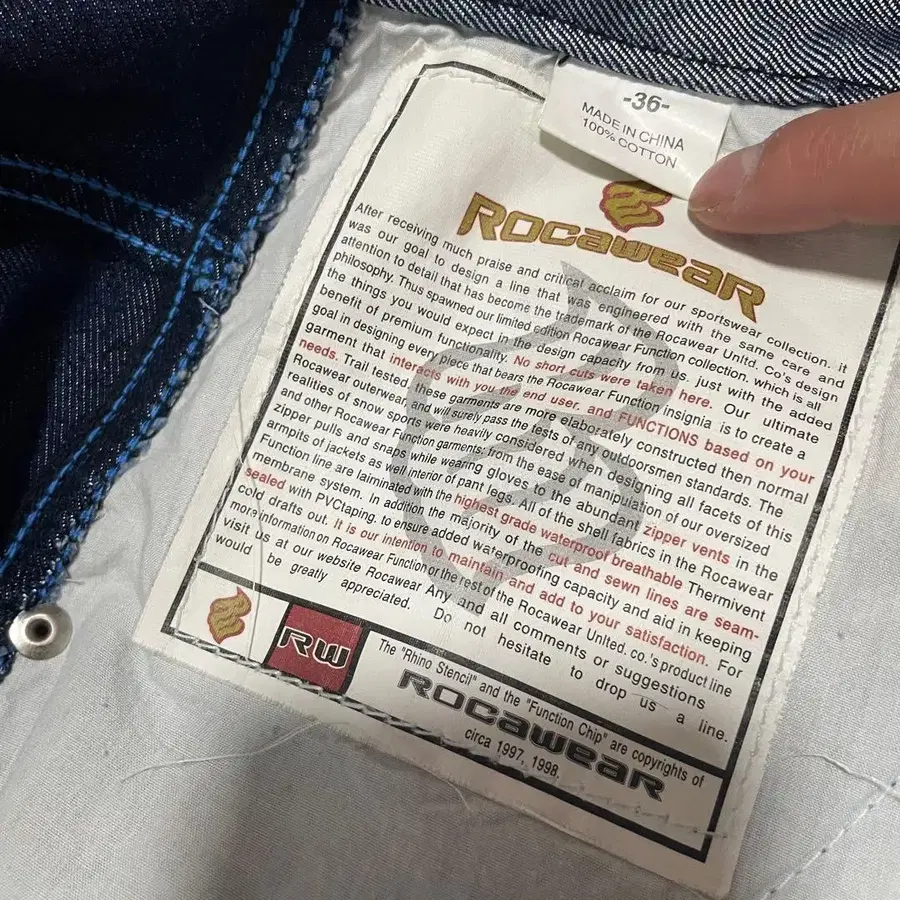 -36-
MADE IN CHINA
100% COTTON
ROCAWEAR
After receiving much praise and critical acclaim for our sportswear collection, it
was our goal to design a line that was engineered with the same care and
attention to detail that has become the trademark of the Rocawear Unltd. Co's design
philosophy. Thus spawned our limited edition Rocawear Function collection, which is all
the things you would expect in the design capacity from us, just with the added
benefit of premium functionality. No short cuts were taken here. Our ultimate
goal in designing every piece that bears the Rocawear Function insignia is to create a
garment that interacts with you the end user, and FUNCTIONS based on your
needs. Trail tested, these garments are more elaborately constructed then normal
Rocawear outerwear, and will surely pass the tests of any outdoorsmen standards. The
realities of snow sports were heavily considered when designing all facets of this
and other Rocawear Function garments: from the ease of manipulation of our oversized
zipper pulls and snaps while wearing gloves to the abundant zipper vents in the
armpits of jackets as well interior of pant legs. All of the shell fabrics in the Rocawear
Function line are laiminated with the highest grade waterproof breathable Thermivent
membrane system. In addition the majority of the cut and sewn lines are seam-
sealed with PVCtaping, to ensure added waterproofing capacity and aid in keeping
cold drafts out. It is our intention to maintain and add to your satisfaction. For
more information on Rocawear Function or the rest of the Rocawear United. co.'s product line
visit us at our website Rocawear Any and all comments or suggestions
would be greatly appreciated. Do not hesitate to drop us a line.
RW
The "Rhino Stencil" and the "Function Chip" are copyrights of
ROCAWEAR
circa 1997, 1998.